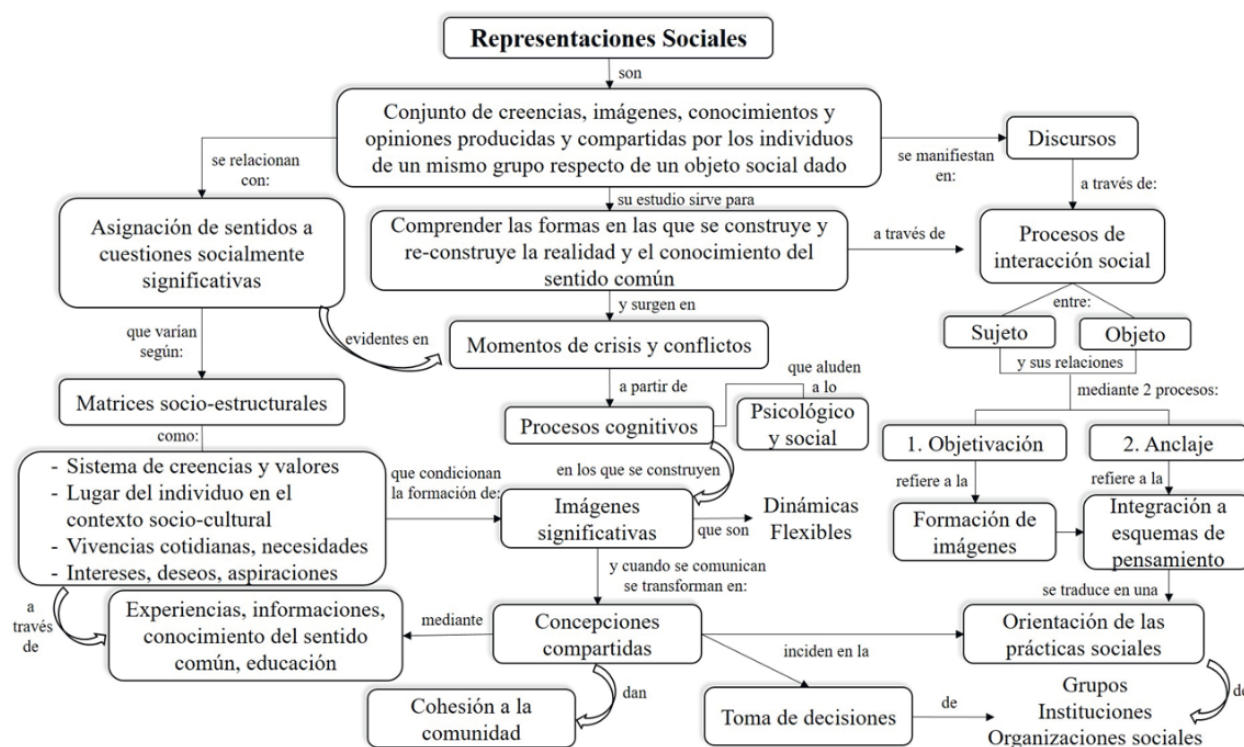 Representaciones Sociales
son
Conjunto de creencias, imágenes, conocimientos y
opiniones producidas y compartidas por los individuos
de un mismo grupo respecto de un objeto social dado
se relacionan
con:
se manifiestan
en:
Discursos
a través de:
su estudio sirve para
Asignación de sentidos a
cuestiones socialmente
significativas
Comprender las formas en las que se construye y
re-construye la realidad y el conocimiento del
sentido común
a través de
Procesos de
interacción social
entre:
Sujeto
Objeto
y sus relaciones
mediante 2 procesos:
y surgen en
que varían
según:
evidentes en
Momentos de crisis y conflictos
a partir de
que aluden
a lo
Matrices socio-estructurales
como:
Procesos cognitivos
Psicológico
y social
1. Objetivación
2. Anclaje
refiere a la
refiere a la
- Sistema de creencias y valores
- Lugar del individuo en el
contexto socio-cultural
- Vivencias cotidianas, necesidades
- Intereses, deseos, aspiraciones
que condicionan
la formación de:
en los que se construyen
Imágenes
significativas
que son
Dinámicas
Flexibles
Formación de
imágenes
Integración a
esquemas de
pensamiento
y cuando se comunican
se transforman en:
se traduce en una
a
través
de
Experiencias, informaciones,
conocimiento del sentido
común, educación
mediante
Concepciones
compartidas
inciden en la
Orientación de las
prácticas sociales
dan
Cohesión a la
comunidad
Toma de decisiones
de
Grupos
Instituciones
Organizaciones sociales
de